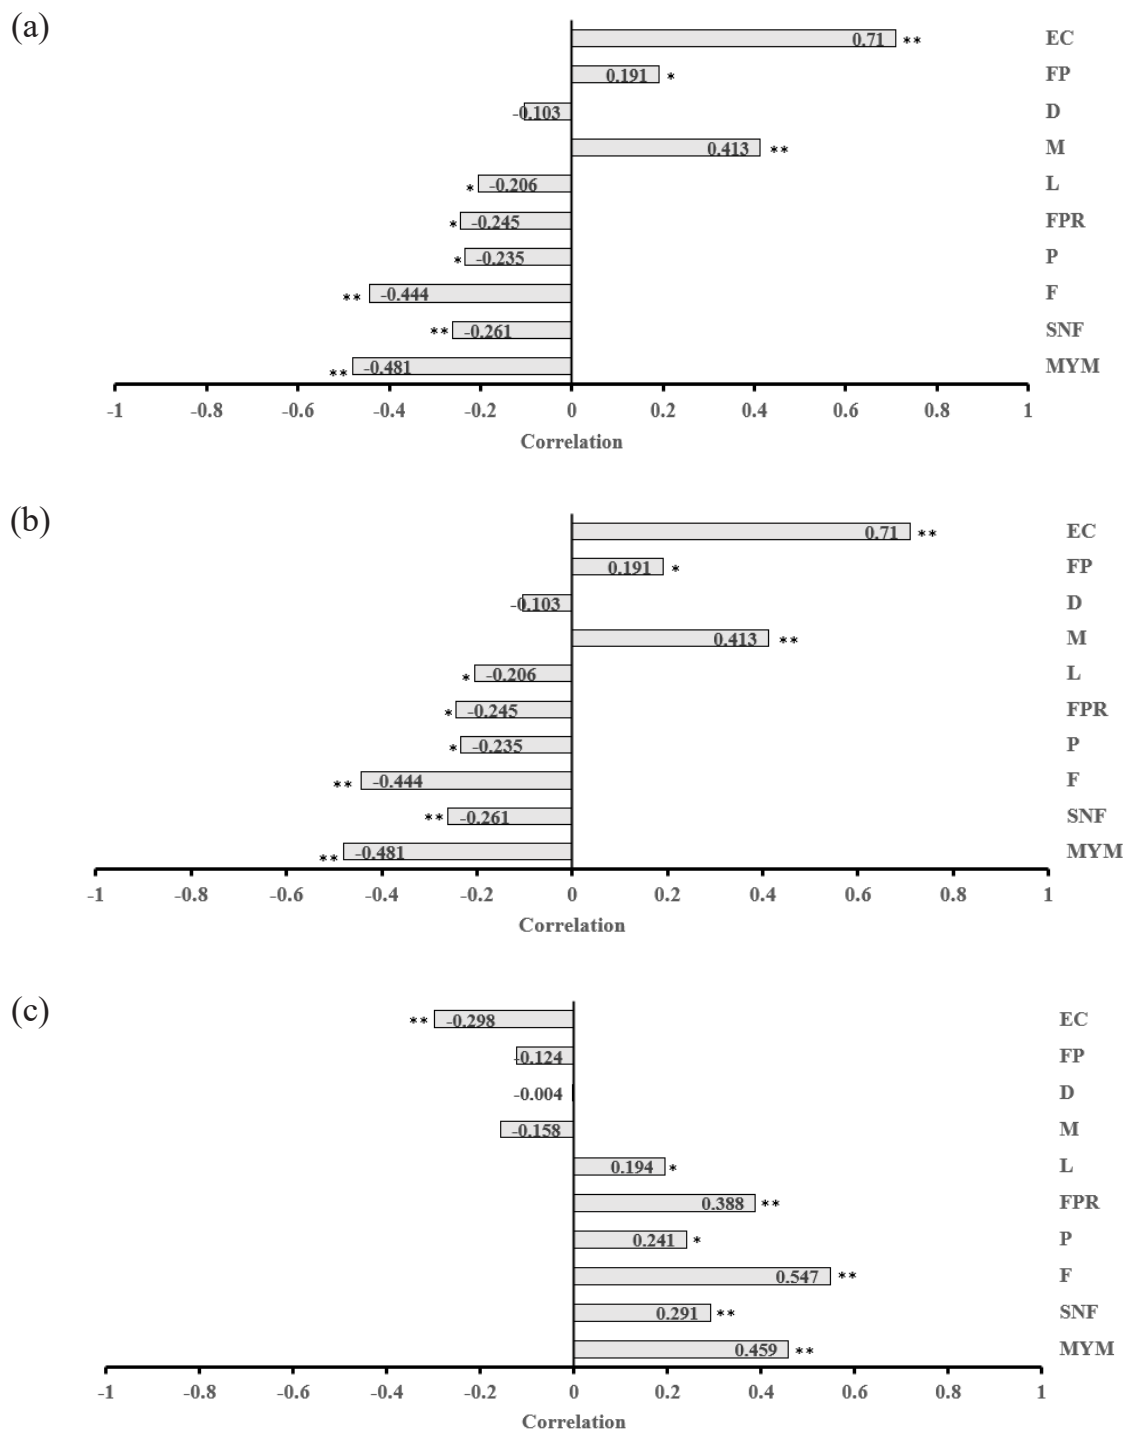 (a)
0.71 ** EC
0.191 * FP
-0.103 D
0.413 ** M
* -0.206 L
* -0.245 FPR
* -0.235 P
** -0.444 F
** -0.261 SNF
** -0.481 MYM
-1 -0.8 -0.6 -0.4 -0.2 0 0.2 0.4 0.6 0.8 1
Correlation
(b)
0.71 ** EC
0.191 * FP
-0.103 D
0.413 ** M
* -0.206 L
* -0.245 FPR
* -0.235 P
** -0.444 F
** -0.261 SNF
** -0.481 MYM
-1 -0.8 -0.6 -0.4 -0.2 0 0.2 0.4 0.6 0.8 1
Correlation
(c)
** -0.298 EC
-0.124 FP
-0.004 D
-0.158 M
0.194 * L
0.388 ** FPR
0.241 * P
0.547 ** F
0.291 ** SNF
0.459 ** MYM
-1 -0.8 -0.6 -0.4 -0.2 0 0.2 0.4 0.6 0.8 1
Correlation